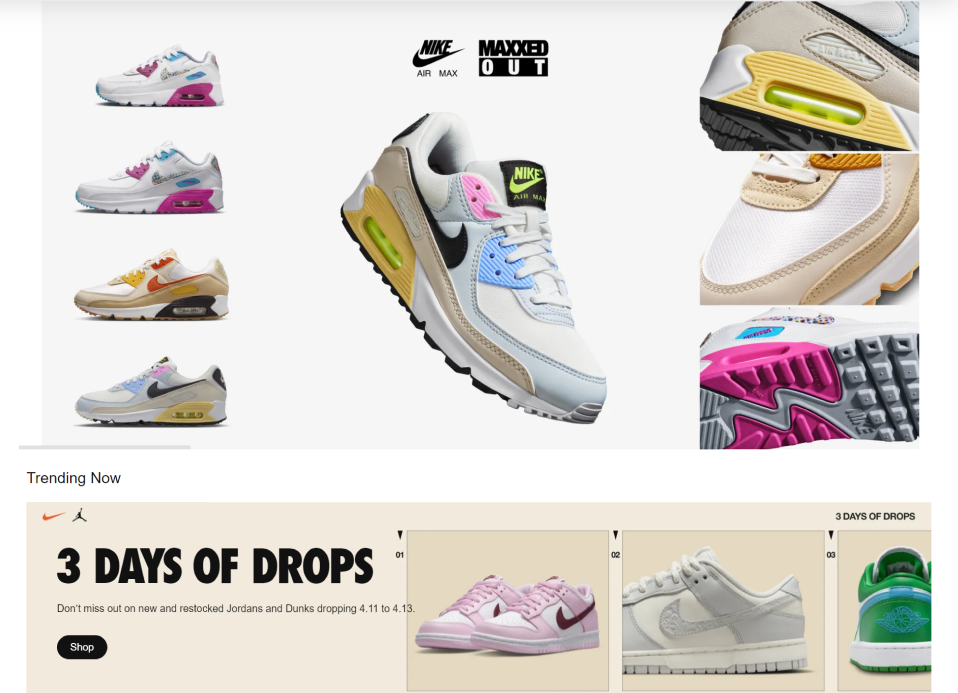 NIKE
AIR MAX
MAXXED
OUT
NIKE
AIR MAX
Trending Now
3 DAYS OF DROPS
3 DAYS OF DROPS
01
02
03
Don't miss out on new and restocked Jordans and Dunks dropping 4.11 to 4.13.
Shop